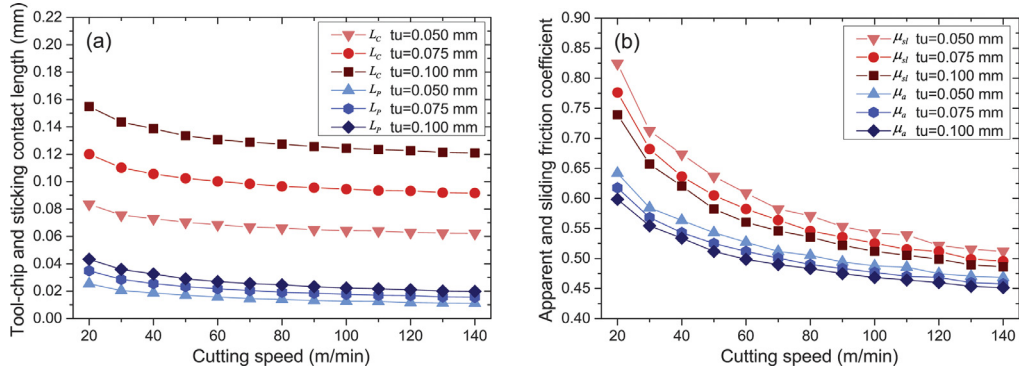 (a)
L_C tu=0.050 mm
L_C tu=0.075 mm
L_C tu=0.100 mm
L_P tu=0.050 mm
L_P tu=0.075 mm
L_P tu=0.100 mm
Tool-chip and sticking contact length (mm)
0.22
0.20
0.18
0.16
0.14
0.12
0.10
0.08
0.06
0.04
0.02
0.00
20 40 60 80 100 120 140
Cutting speed (m/min)
(b)
μ_sl tu=0.050 mm
μ_sl tu=0.075 mm
μ_sl tu=0.100 mm
μ_a tu=0.050 mm
μ_a tu=0.075 mm
μ_a tu=0.100 mm
Apparent and sliding friction coefficient
0.90
0.85
0.80
0.75
0.70
0.65
0.60
0.55
0.50
0.45
0.40
20 40 60 80 100 120 140
Cutting speed (m/min)